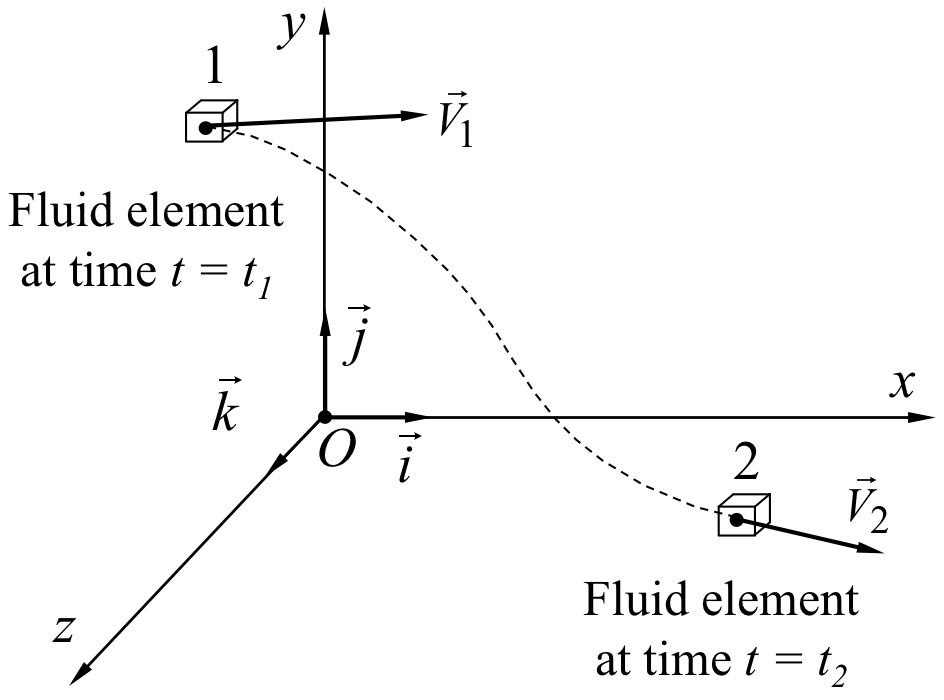 y
1
V⃗₁
Fluid element
at time t = t₁
j⃗
k⃗
x
O
i⃗
2
V⃗₂
z
Fluid element
at time t = t₂